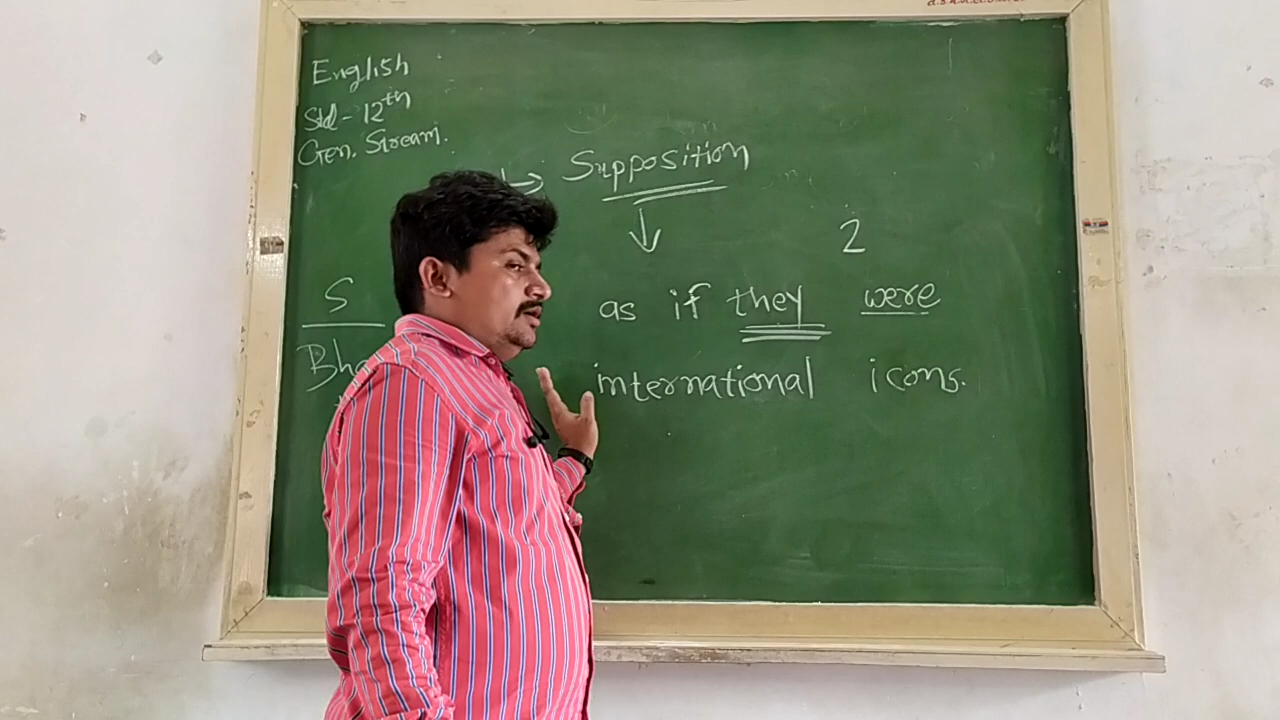 English
Std - 12th
Gen. Stream.
Supposition
2
S
as if they were
international icons.